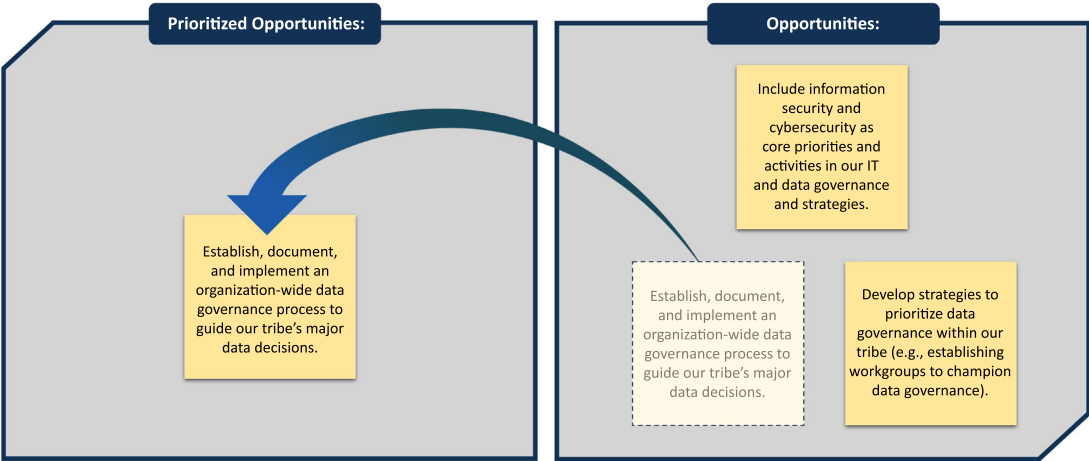 Prioritized Opportunities:
Establish, document,
and implement an
organization-wide data
governance process to
guide our tribe’s major
data decisions.
Opportunities:
Include information
security and
cybersecurity as
core priorities and
activities in our IT
and data governance
and strategies.
Establish, document,
and implement an
organization-wide data
governance process to
guide our tribe’s major
data decisions.
Develop strategies to
prioritize data
governance within our
tribe (e.g., establishing
workgroups to champion
data governance).